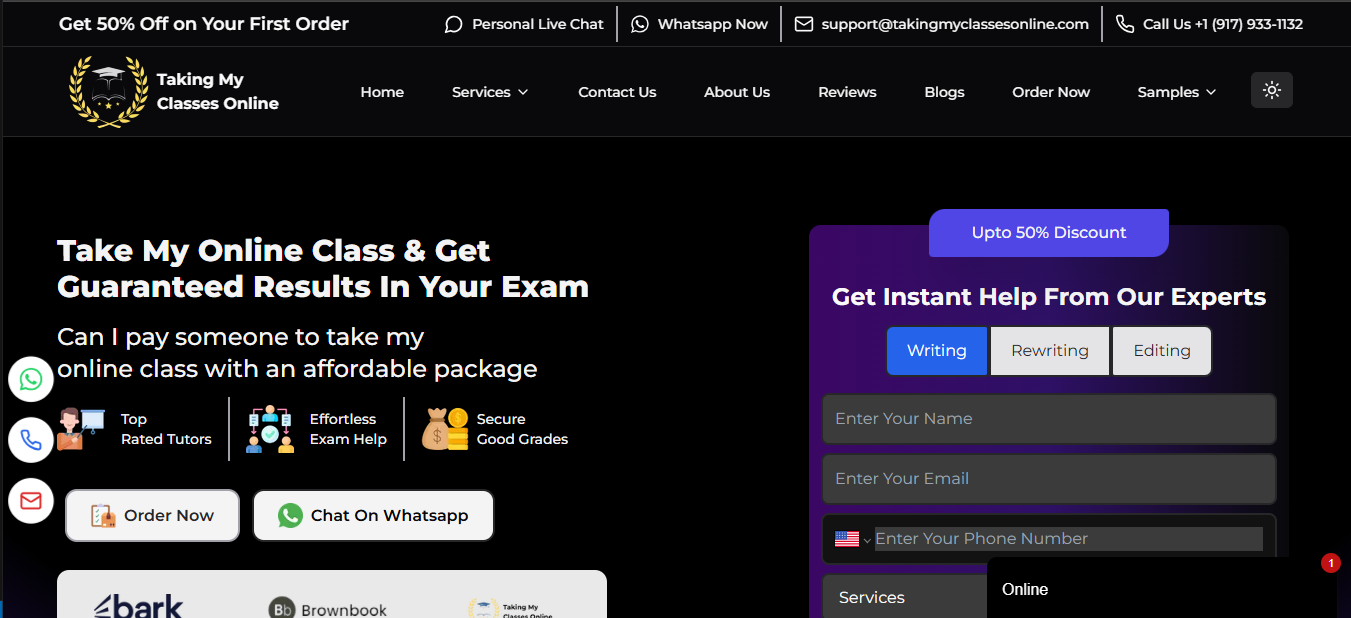 Get 50% Off on Your First Order
Personal Live Chat
Whatsapp Now
support@takingmyclassesonline.com
Call Us +1 (917) 933-1132
Taking My
Classes Online
Home
Services
Contact Us
About Us
Reviews
Blogs
Order Now
Samples
Take My Online Class & Get
Guaranteed Results In Your Exam
Can I pay someone to take my
online class with an affordable package
Top
Rated Tutors
Effortless
Exam Help
Secure
Good Grades
Order Now
Chat On Whatsapp
bark
Bb Brownbook
Taking My
Classes Online
Upto 50% Discount
Get Instant Help From Our Experts
Writing
Rewriting
Editing
Enter Your Name
Enter Your Email
Enter Your Phone Number
Services
1
Online